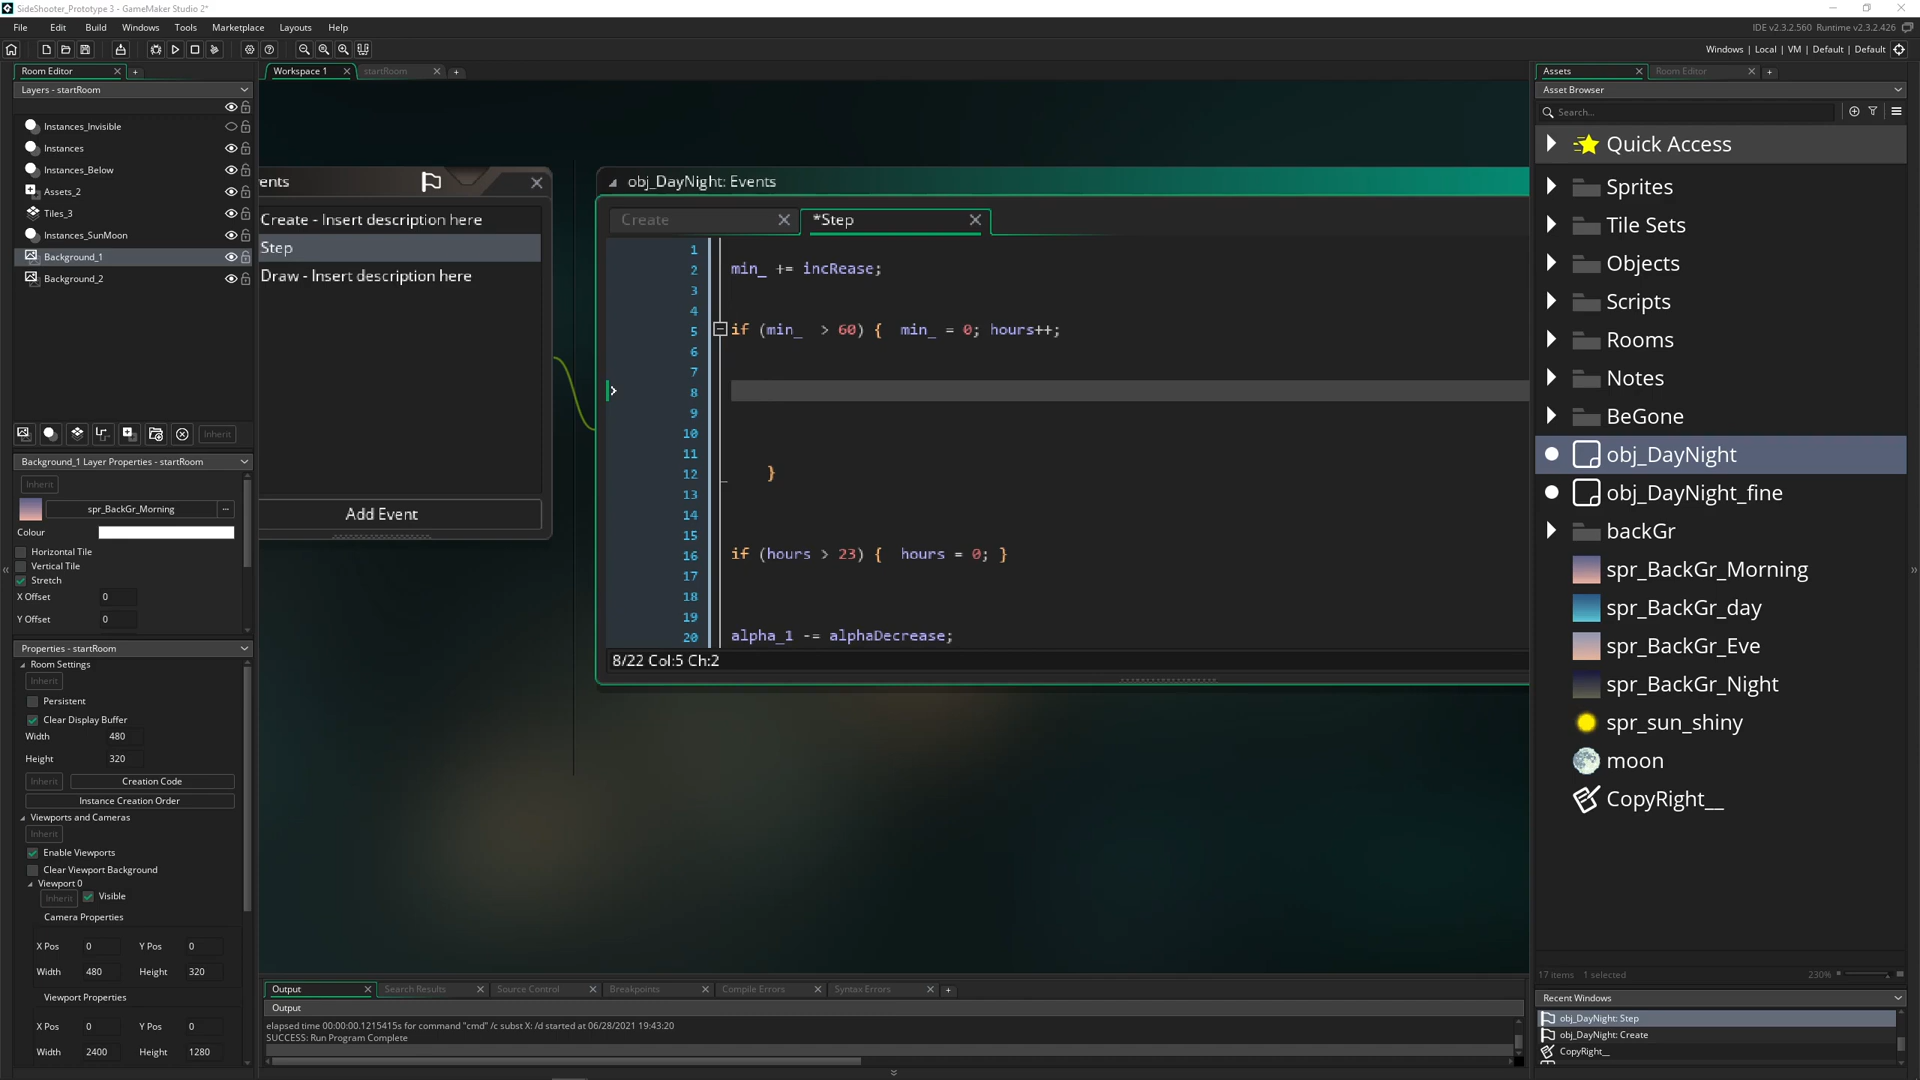 SideShooter_Prototype 3 - GameMaker Studio 2*
File Edit Build Windows Tools Marketplace Layouts Help
IDE v2.3.2.560 Runtime v2.3.2.426
Windows | Local | VM | Default | Default
Room Editor
Workspace 1
startRoom
Assets
Room Editor
Layers - startRoom
Instances_Invisible
Instances
Instances_Below
Assets_2
Tiles_3
Instances_SunMoon
Background_1
Background_2
Inherit
Background_1 Layer Properties - startRoom
Inherit
spr_BackGr_Morning
...
Colour
Horizontal Tile
Vertical Tile
Stretch
X Offset 0
Y Offset 0
Properties - startRoom
Room Settings
Inherit
Persistent
Clear Display Buffer
Width 480
Height 320
Inherit
Creation Code
Instance Creation Order
Viewports and Cameras
Inherit
Enable Viewports
Clear Viewport Background
Viewport 0
Inherit
Visible
Camera Properties
X Pos 0 Y Pos 0
Width 480 Height 320
Viewport Properties
X Pos 0 Y Pos 0
Width 2400 Height 1280
ents
Create - Insert description here
Step
Draw - Insert description here
Add Event
obj_DayNight: Events
Create
*Step
1
2 min_ += incRease;
3
4
5 if (min_ > 60) { min_ = 0; hours++;
6
7
8
9
10
11
12 }
13
14
15
16 if (hours > 23) { hours = 0; }
17
18
19
20 alpha_1 -= alphaDecrease;
8/22 Col:5 Ch:2
Output
Search Results
Source Control
Breakpoints
Compile Errors
Syntax Errors
Output
elapsed time 00:00:00.1215415s for command "cmd" /c subst X: /d started at 06/28/2021 19:43:20
SUCCESS: Run Program Complete
Asset Browser
Search...
Quick Access
Sprites
Tile Sets
Objects
Scripts
Rooms
Notes
BeGone
obj_DayNight
obj_DayNight_fine
backGr
spr_BackGr_Morning
spr_BackGr_day
spr_BackGr_Eve
spr_BackGr_Night
spr_sun_shiny
moon
CopyRight__
17 items 1 selected
230%
Recent Windows
obj_DayNight: Step
obj_DayNight: Create
CopyRight__